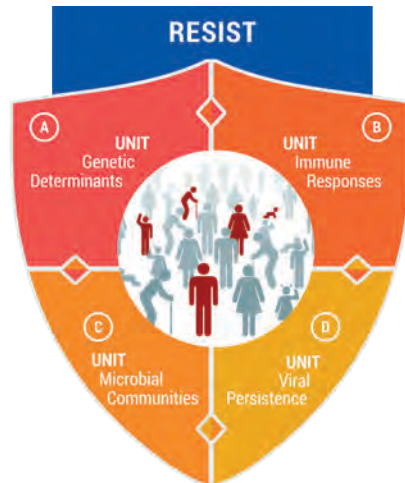 RESIST
A
UNIT
Genetic
Determinants
B
UNIT
Immune
Responses
C
UNIT
Microbial
Communities
D
UNIT
Viral
Persistence